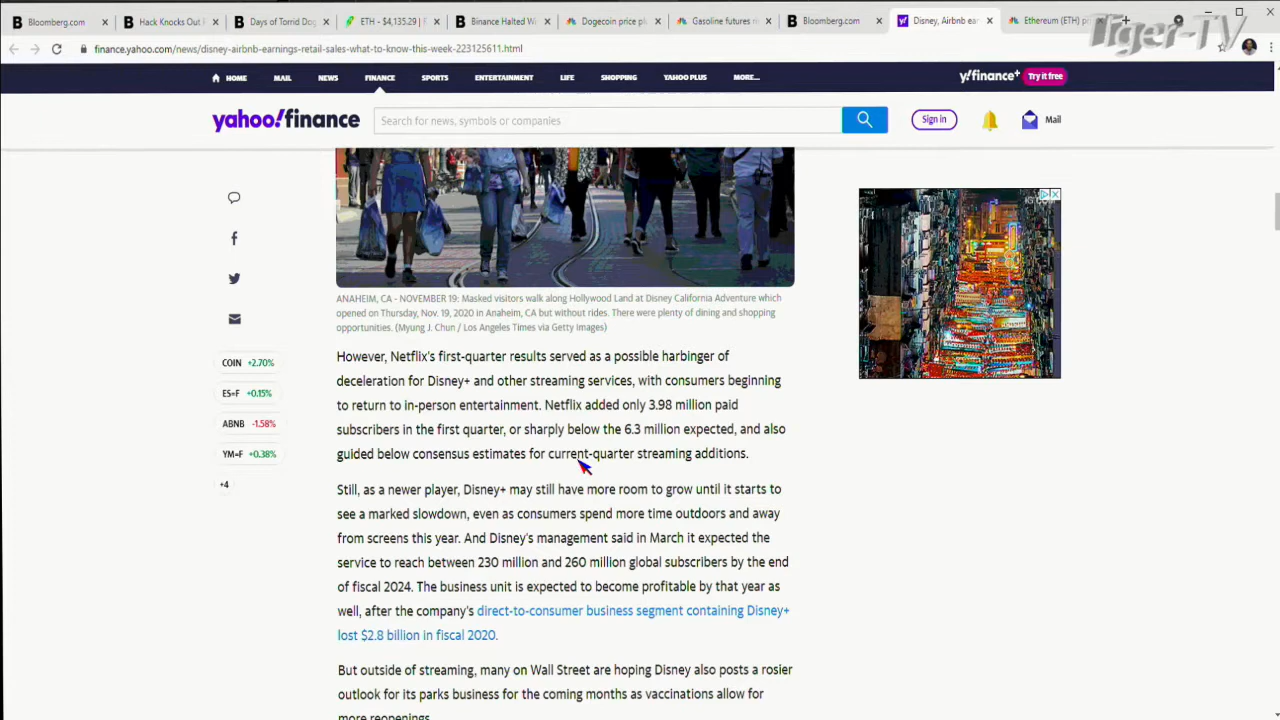 Bloomberg.com
Hack Knocks Out
Days of Torrid Dog
ETH - $4,135.29 | F
Binance Halted Wi
Dogecoin price pl
Gasoline futures ri
Bloomberg.com
Disney, Airbnb ear
Ethereum (ETH) p
Tiger-TV
finance.yahoo.com/news/disney-airbnb-earnings-retail-sales-what-to-know-this-week-223125611.html
HOME MAIL NEWS FINANCE SPORTS ENTERTAINMENT LIFE SHOPPING YAHOO PLUS MORE...
y!finance+ Try it free
yahoo!finance
Search for news, symbols or companies
Sign in
Mail
ANAHEIM, CA - NOVEMBER 19: Masked visitors walk along Hollywood Land at Disney California Adventure which
opened on Thursday, Nov. 19, 2020 in Anaheim, CA but without rides. There were plenty of dining and shopping
opportunities. (Myung J. Chun / Los Angeles Times via Getty Images)
COIN +2.70%
ES=F +0.15%
ABNB -1.58%
YM=F +0.38%
+4
However, Netflix's first-quarter results served as a possible harbinger of
deceleration for Disney+ and other streaming services, with consumers beginning
to return to in-person entertainment. Netflix added only 3.98 million paid
subscribers in the first quarter, or sharply below the 6.3 million expected, and also
guided below consensus estimates for current-quarter streaming additions.
Still, as a newer player, Disney+ may still have more room to grow until it starts to
see a marked slowdown, even as consumers spend more time outdoors and away
from screens this year. And Disney's management said in March it expected the
service to reach between 230 million and 260 million global subscribers by the end
of fiscal 2024. The business unit is expected to become profitable by that year as
well, after the company's direct-to-consumer business segment containing Disney+
lost $2.8 billion in fiscal 2020.
But outside of streaming, many on Wall Street are hoping Disney also posts a rosier
outlook for its parks business for the coming months as vaccinations allow for
more reopenings.
IG.COM